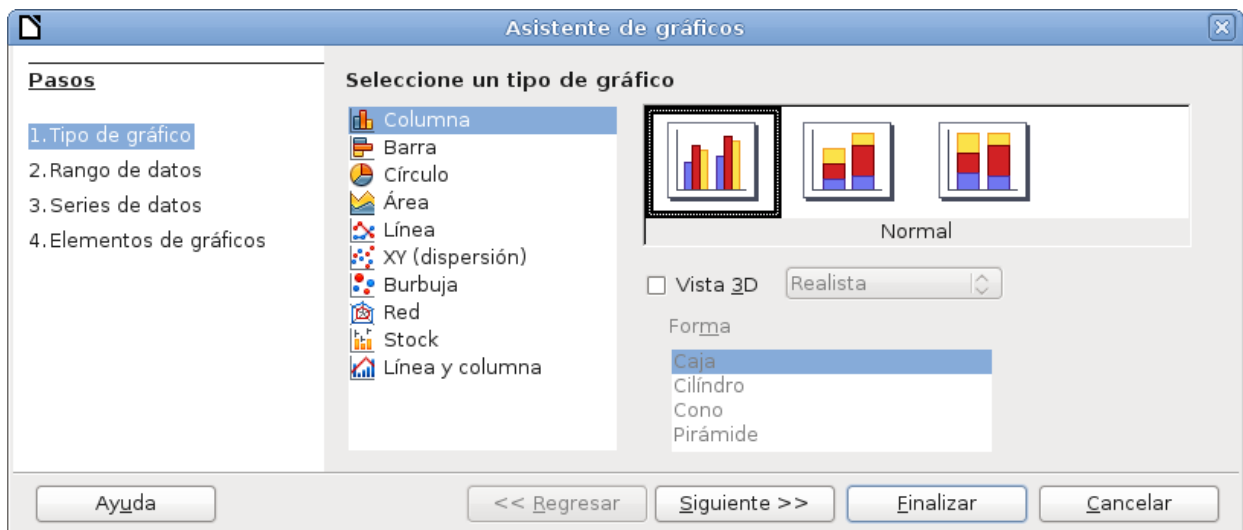 Asistente de gráficos
Pasos
1.Tipo de gráfico
2.Rango de datos
3.Series de datos
4.Elementos de gráficos
Seleccione un tipo de gráfico
Columna
Barra
Círculo
Área
Línea
XY (dispersión)
Burbuja
Red
Stock
Línea y columna
Normal
Vista 3D
Realista
Forma
Caja
Cilíndro
Cono
Pirámide
Ayuda
<< Regresar
Siguiente >>
Finalizar
Cancelar